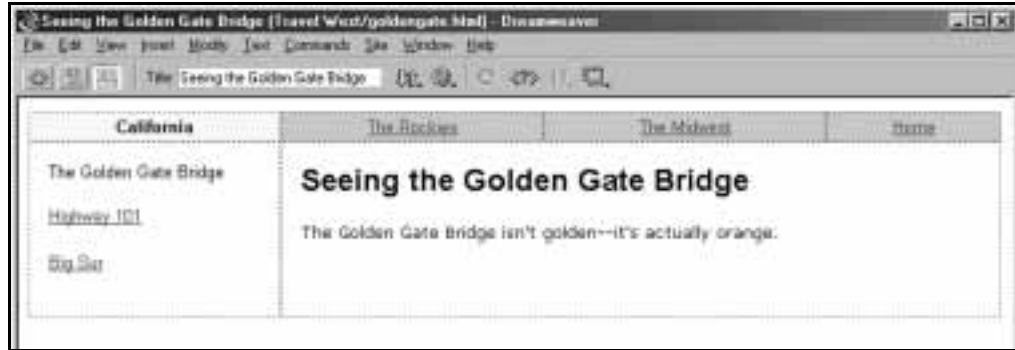 Seeing the Golden Gate Bridge (Travel West/goldengate.html) - Dreamweaver
File Edit View Insert Modify Text Commands Site Window Help
Title: Seeing the Golden Gate Bridge
California The Rockies The Midwest Home
The Golden Gate Bridge
Seeing the Golden Gate Bridge
Highway 101
The Golden Gate Bridge isn't golden--it's actually orange.
Big Sur